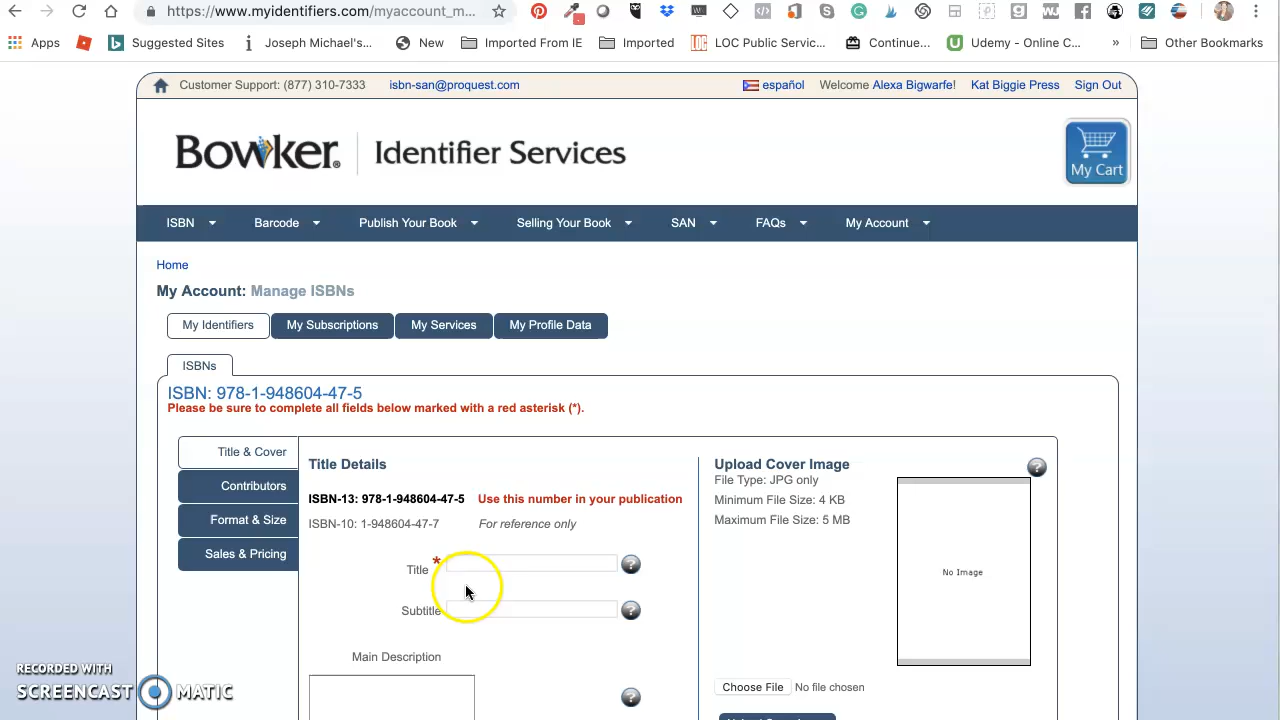 https://www.myidentifiers.com/myaccount_m...
Apps Suggested Sites Joseph Michael's... New Imported From IE Imported LOC Public Servic... Continue... Udemy - Online C... » Other Bookmarks
Customer Support: (877) 310-7333 isbn-san@proquest.com español Welcome Alexa Bigwarfe! Kat Biggie Press Sign Out
Bowker® Identifier Services
My Cart
ISBN Barcode Publish Your Book Selling Your Book SAN FAQs My Account
Home
My Account: Manage ISBNs
My Identifiers My Subscriptions My Services My Profile Data
ISBNs
ISBN: 978-1-948604-47-5
Please be sure to complete all fields below marked with a red asterisk (*).
Title & Cover
Contributors
Format & Size
Sales & Pricing
Title Details
ISBN-13: 978-1-948604-47-5 Use this number in your publication
ISBN-10: 1-948604-47-7 For reference only
Title *
Subtitle
Main Description
Upload Cover Image
File Type: JPG only
Minimum File Size: 4 KB
Maximum File Size: 5 MB
No Image
Choose File No file chosen
RECORDED WITH
SCREENCAST MATIC